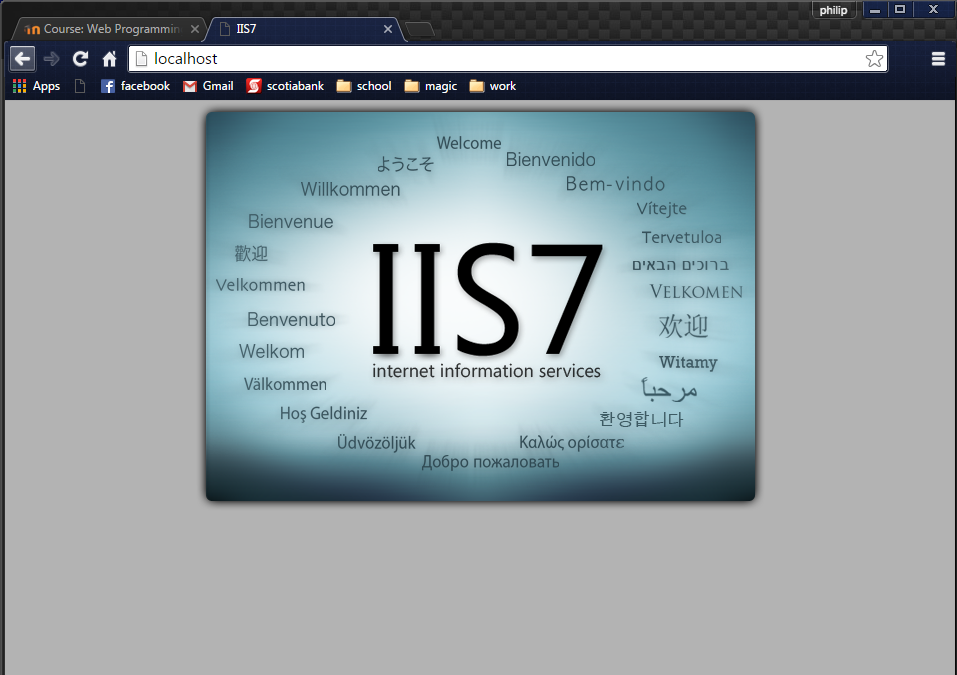 philip
Course: Web Programmin
IIS7
localhost
Apps
facebook
Gmail
scotiabank
school
magic
work
Welcome
ようこそ
Bienvenido
Willkommen
Bem-vindo
Bienvenue
Vítejte
歡迎
Tervetuloa
Velkommen
ברוכים הבאים
VELKOMEN
Benvenuto
欢迎
Welkom
Witamy
Välkommen
مرحباً
Hoş Geldiniz
환영합니다
Üdvözöljük
Καλώς ορίσατε
Добро пожаловать
IIS7
internet information services